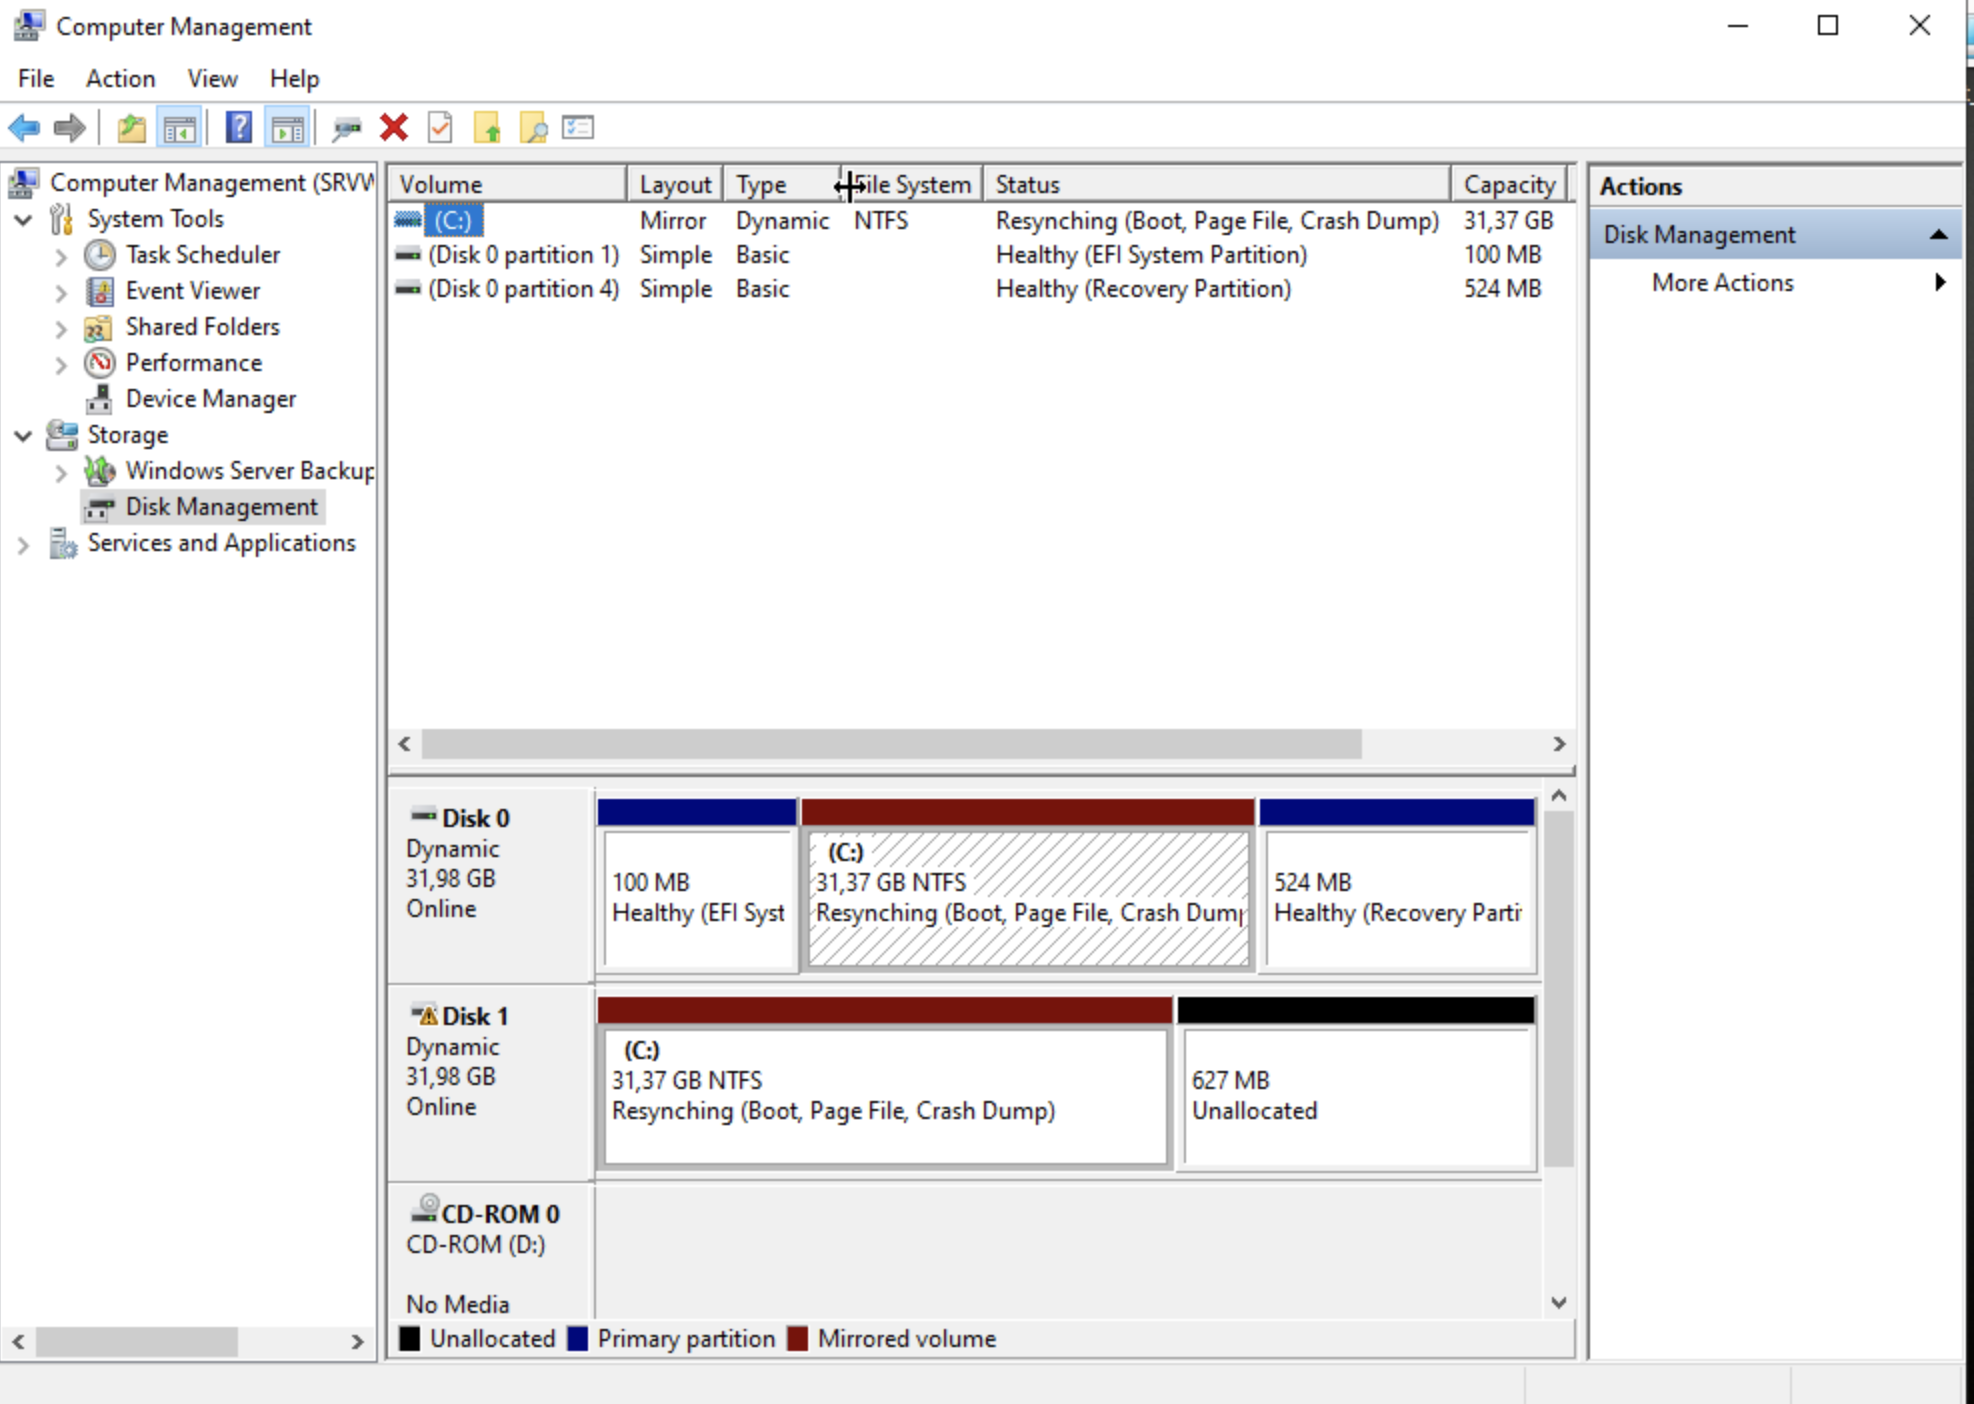 Computer Management
File Action View Help
Computer Management (SRVW
System Tools
Task Scheduler
Event Viewer
Shared Folders
Performance
Device Manager
Storage
Windows Server Backup
Disk Management
Services and Applications
Volume Layout Type File System Status Capacity
(C:) Mirror Dynamic NTFS Resynching (Boot, Page File, Crash Dump) 31,37 GB
(Disk 0 partition 1) Simple Basic Healthy (EFI System Partition) 100 MB
(Disk 0 partition 4) Simple Basic Healthy (Recovery Partition) 524 MB
Disk 0
Dynamic
31,98 GB
Online
100 MB
Healthy (EFI Syst
(C:)
31,37 GB NTFS
Resynching (Boot, Page File, Crash Dump
524 MB
Healthy (Recovery Parti
Disk 1
Dynamic
31,98 GB
Online
(C:)
31,37 GB NTFS
Resynching (Boot, Page File, Crash Dump)
627 MB
Unallocated
CD-ROM 0
CD-ROM (D:)
No Media
Unallocated Primary partition Mirrored volume
Actions
Disk Management
More Actions